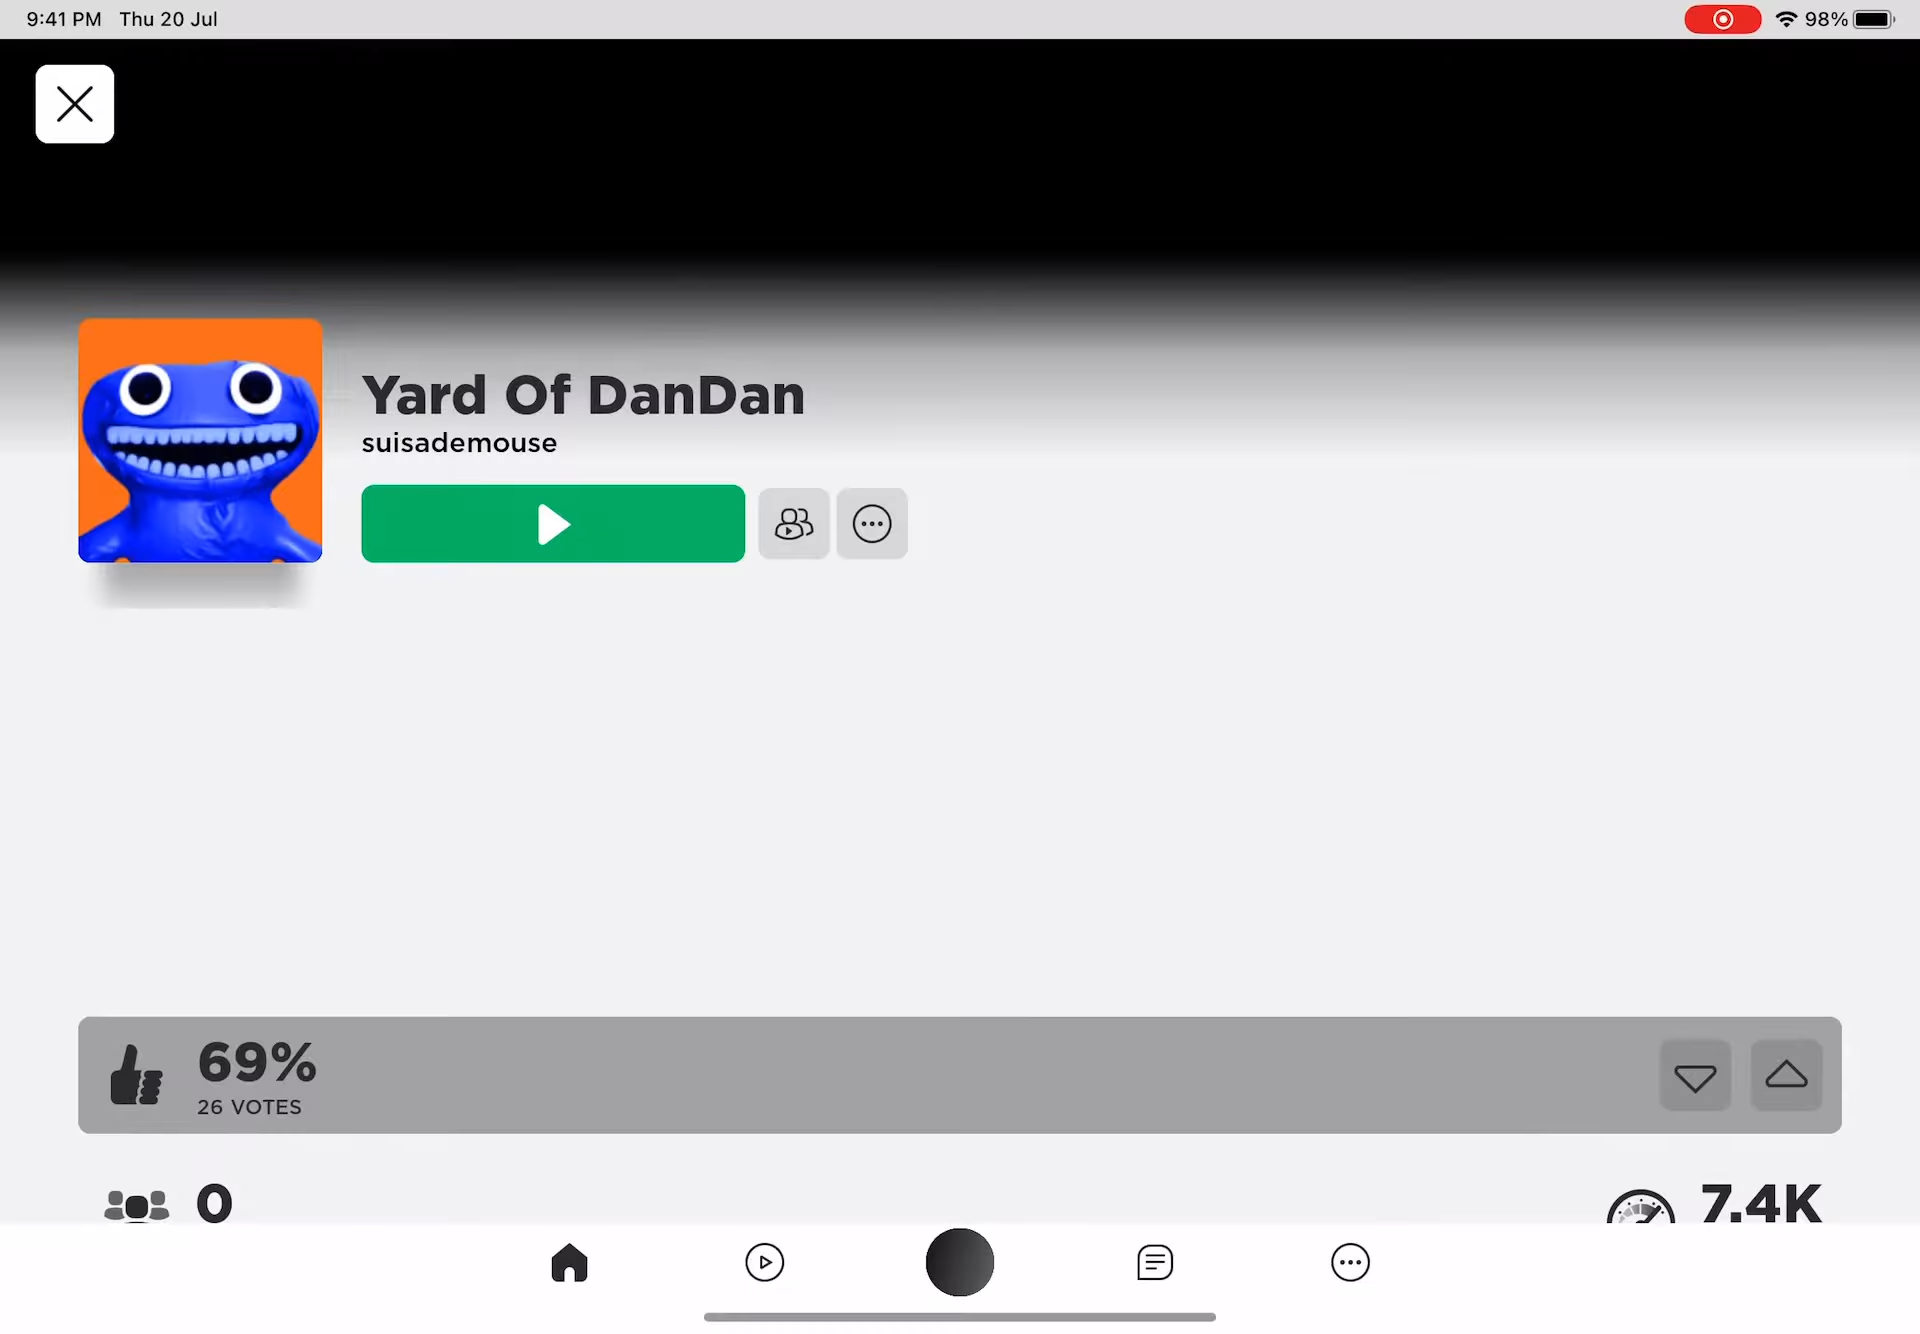 9:41 PM Thu 20 Jul
98%
Yard Of DanDan
suisademouse
69%
26 VOTES
0
7.4K